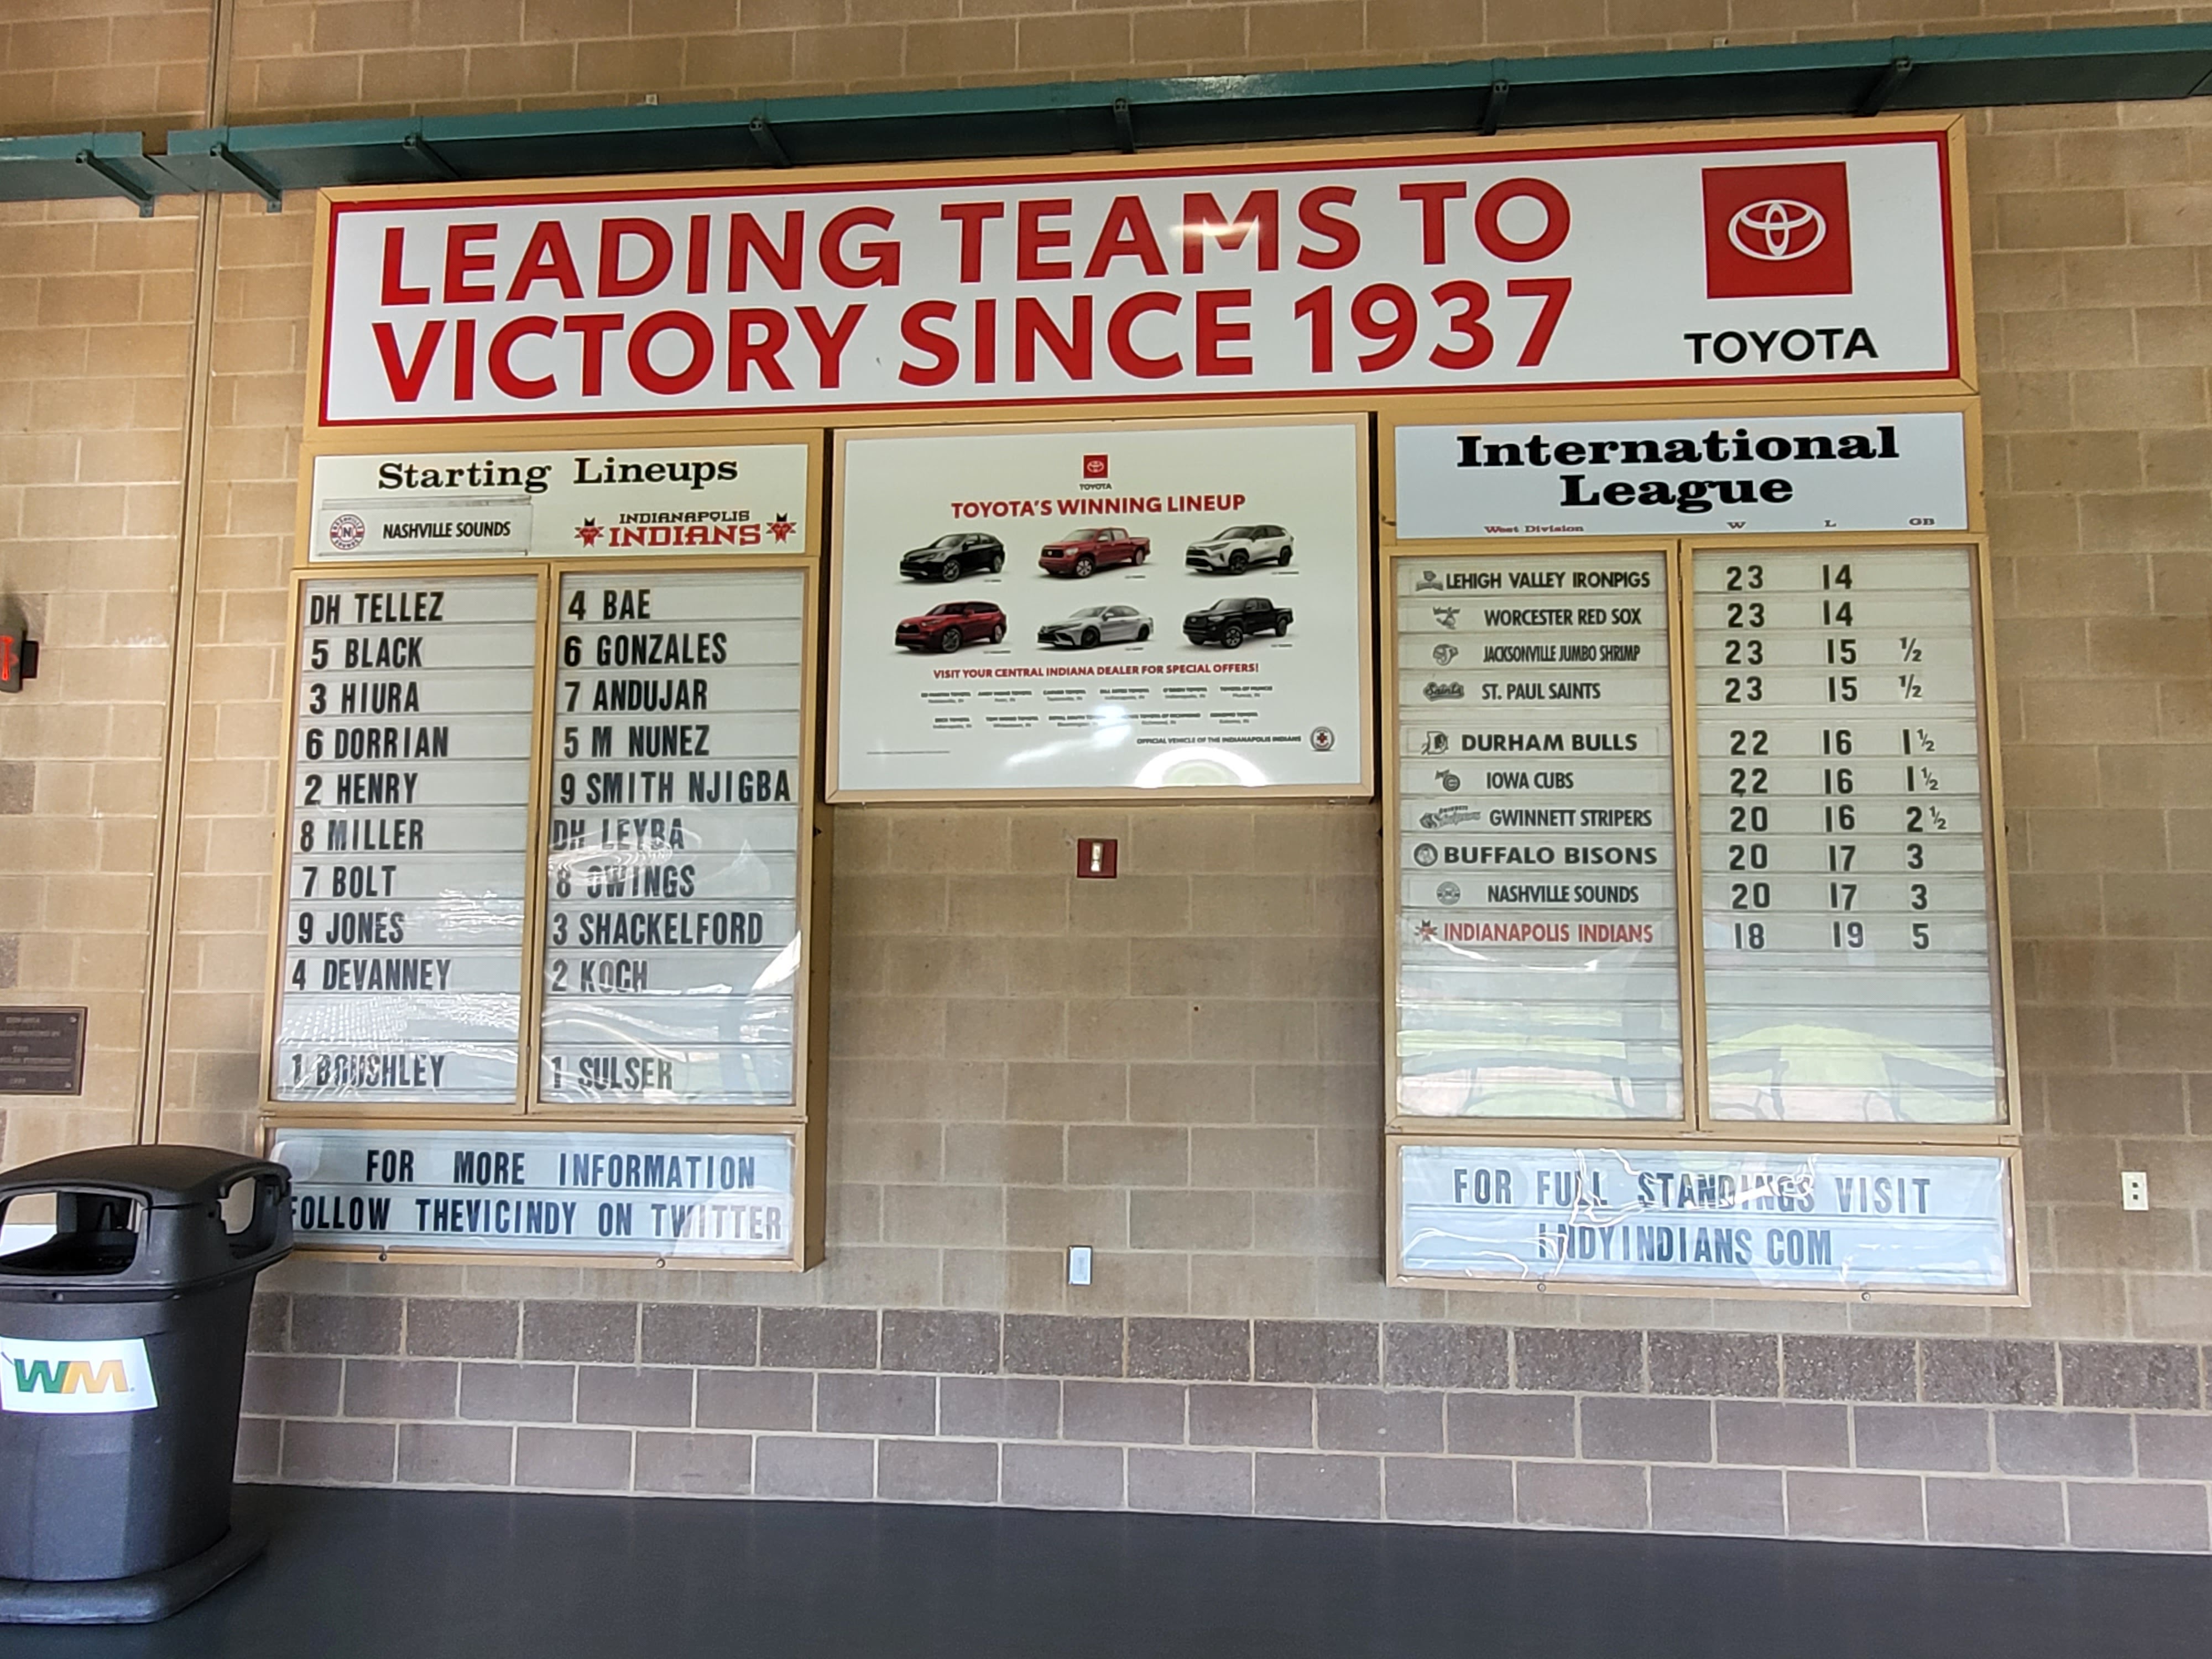 LEADING TEAMS TO
VICTORY SINCE 1937
TOYOTA
Starting Lineups
NASHVILLE SOUNDS
INDIANAPOLIS
INDIANS
DH TELLEZ
5 BLACK
3 HIURA
6 DORRIAN
2 HENRY
8 MILLER
7 BOLT
9 JONES
4 DEVANNEY
1 BOUSHLEY
4 BAE
6 GONZALES
7 ANDUJAR
5 M NUNEZ
9 SMITH NJIGBA
DH LEYBA
8 OWINGS
3 SHACKELFORD
2 KOCH
1 SULSER
FOR MORE INFORMATION
FOLLOW THEVICINDY ON TWITTER
TOYOTA
TOYOTA'S WINNING LINEUP
VISIT YOUR CENTRAL INDIANA DEALER FOR SPECIAL OFFERS!
OFFICIAL VEHICLE OF THE INDIANAPOLIS INDIANS
International
League
West Division W L GB
LEHIGH VALLEY IRONPIGS 23 14
WORCESTER RED SOX 23 14
JACKSONVILLE JUMBO SHRIMP 23 15 ½
Saints ST. PAUL SAINTS 23 15 ½
DURHAM BULLS 22 16 1½
IOWA CUBS 22 16 1½
GWINNETT STRIPERS 20 16 2½
BUFFALO BISONS 20 17 3
NASHVILLE SOUNDS 20 17 3
INDIANAPOLIS INDIANS 18 19 5
FOR FULL STANDINGS VISIT
INDYINDIANS COM
WM